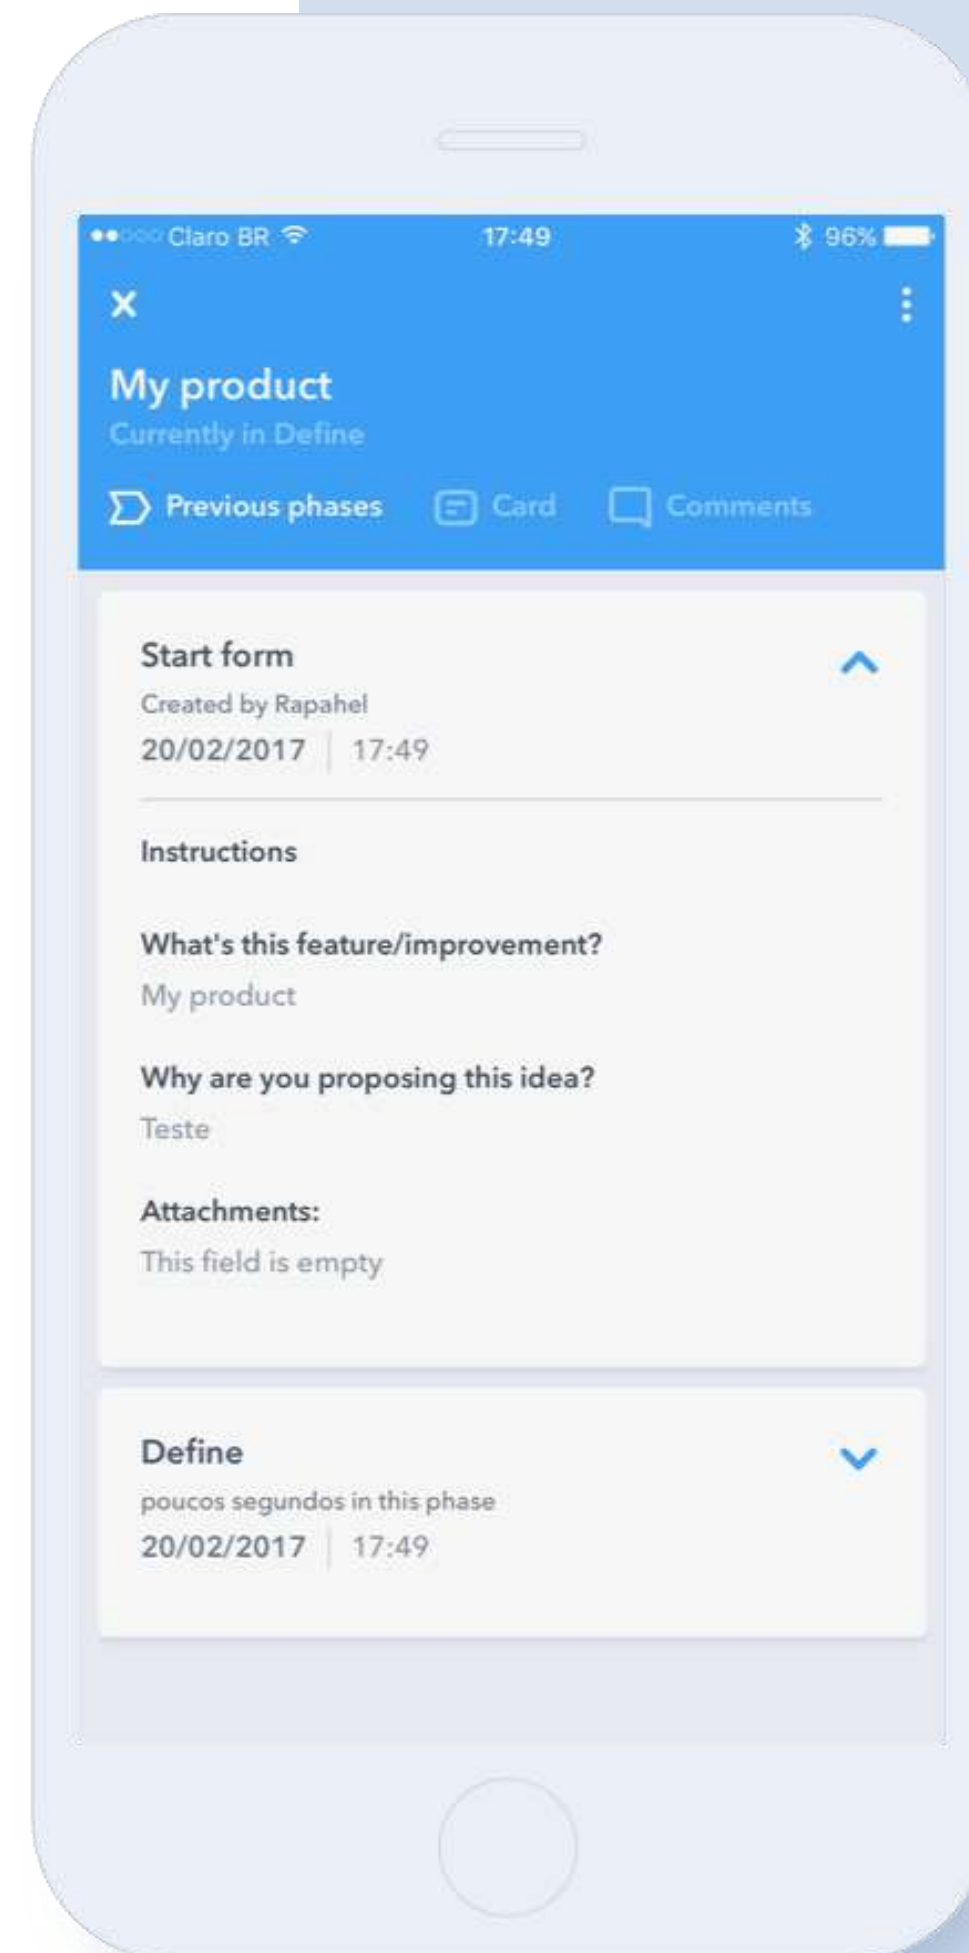 Claro BR 17:49 96%
My product
Currently in Define
Previous phases Card Comments
Start form
Created by Rapahel
20/02/2017 17:49
Instructions
What's this feature/improvement?
My product
Why are you proposing this idea?
Teste
Attachments:
This field is empty
Define
poucos segundos in this phase
20/02/2017 17:49